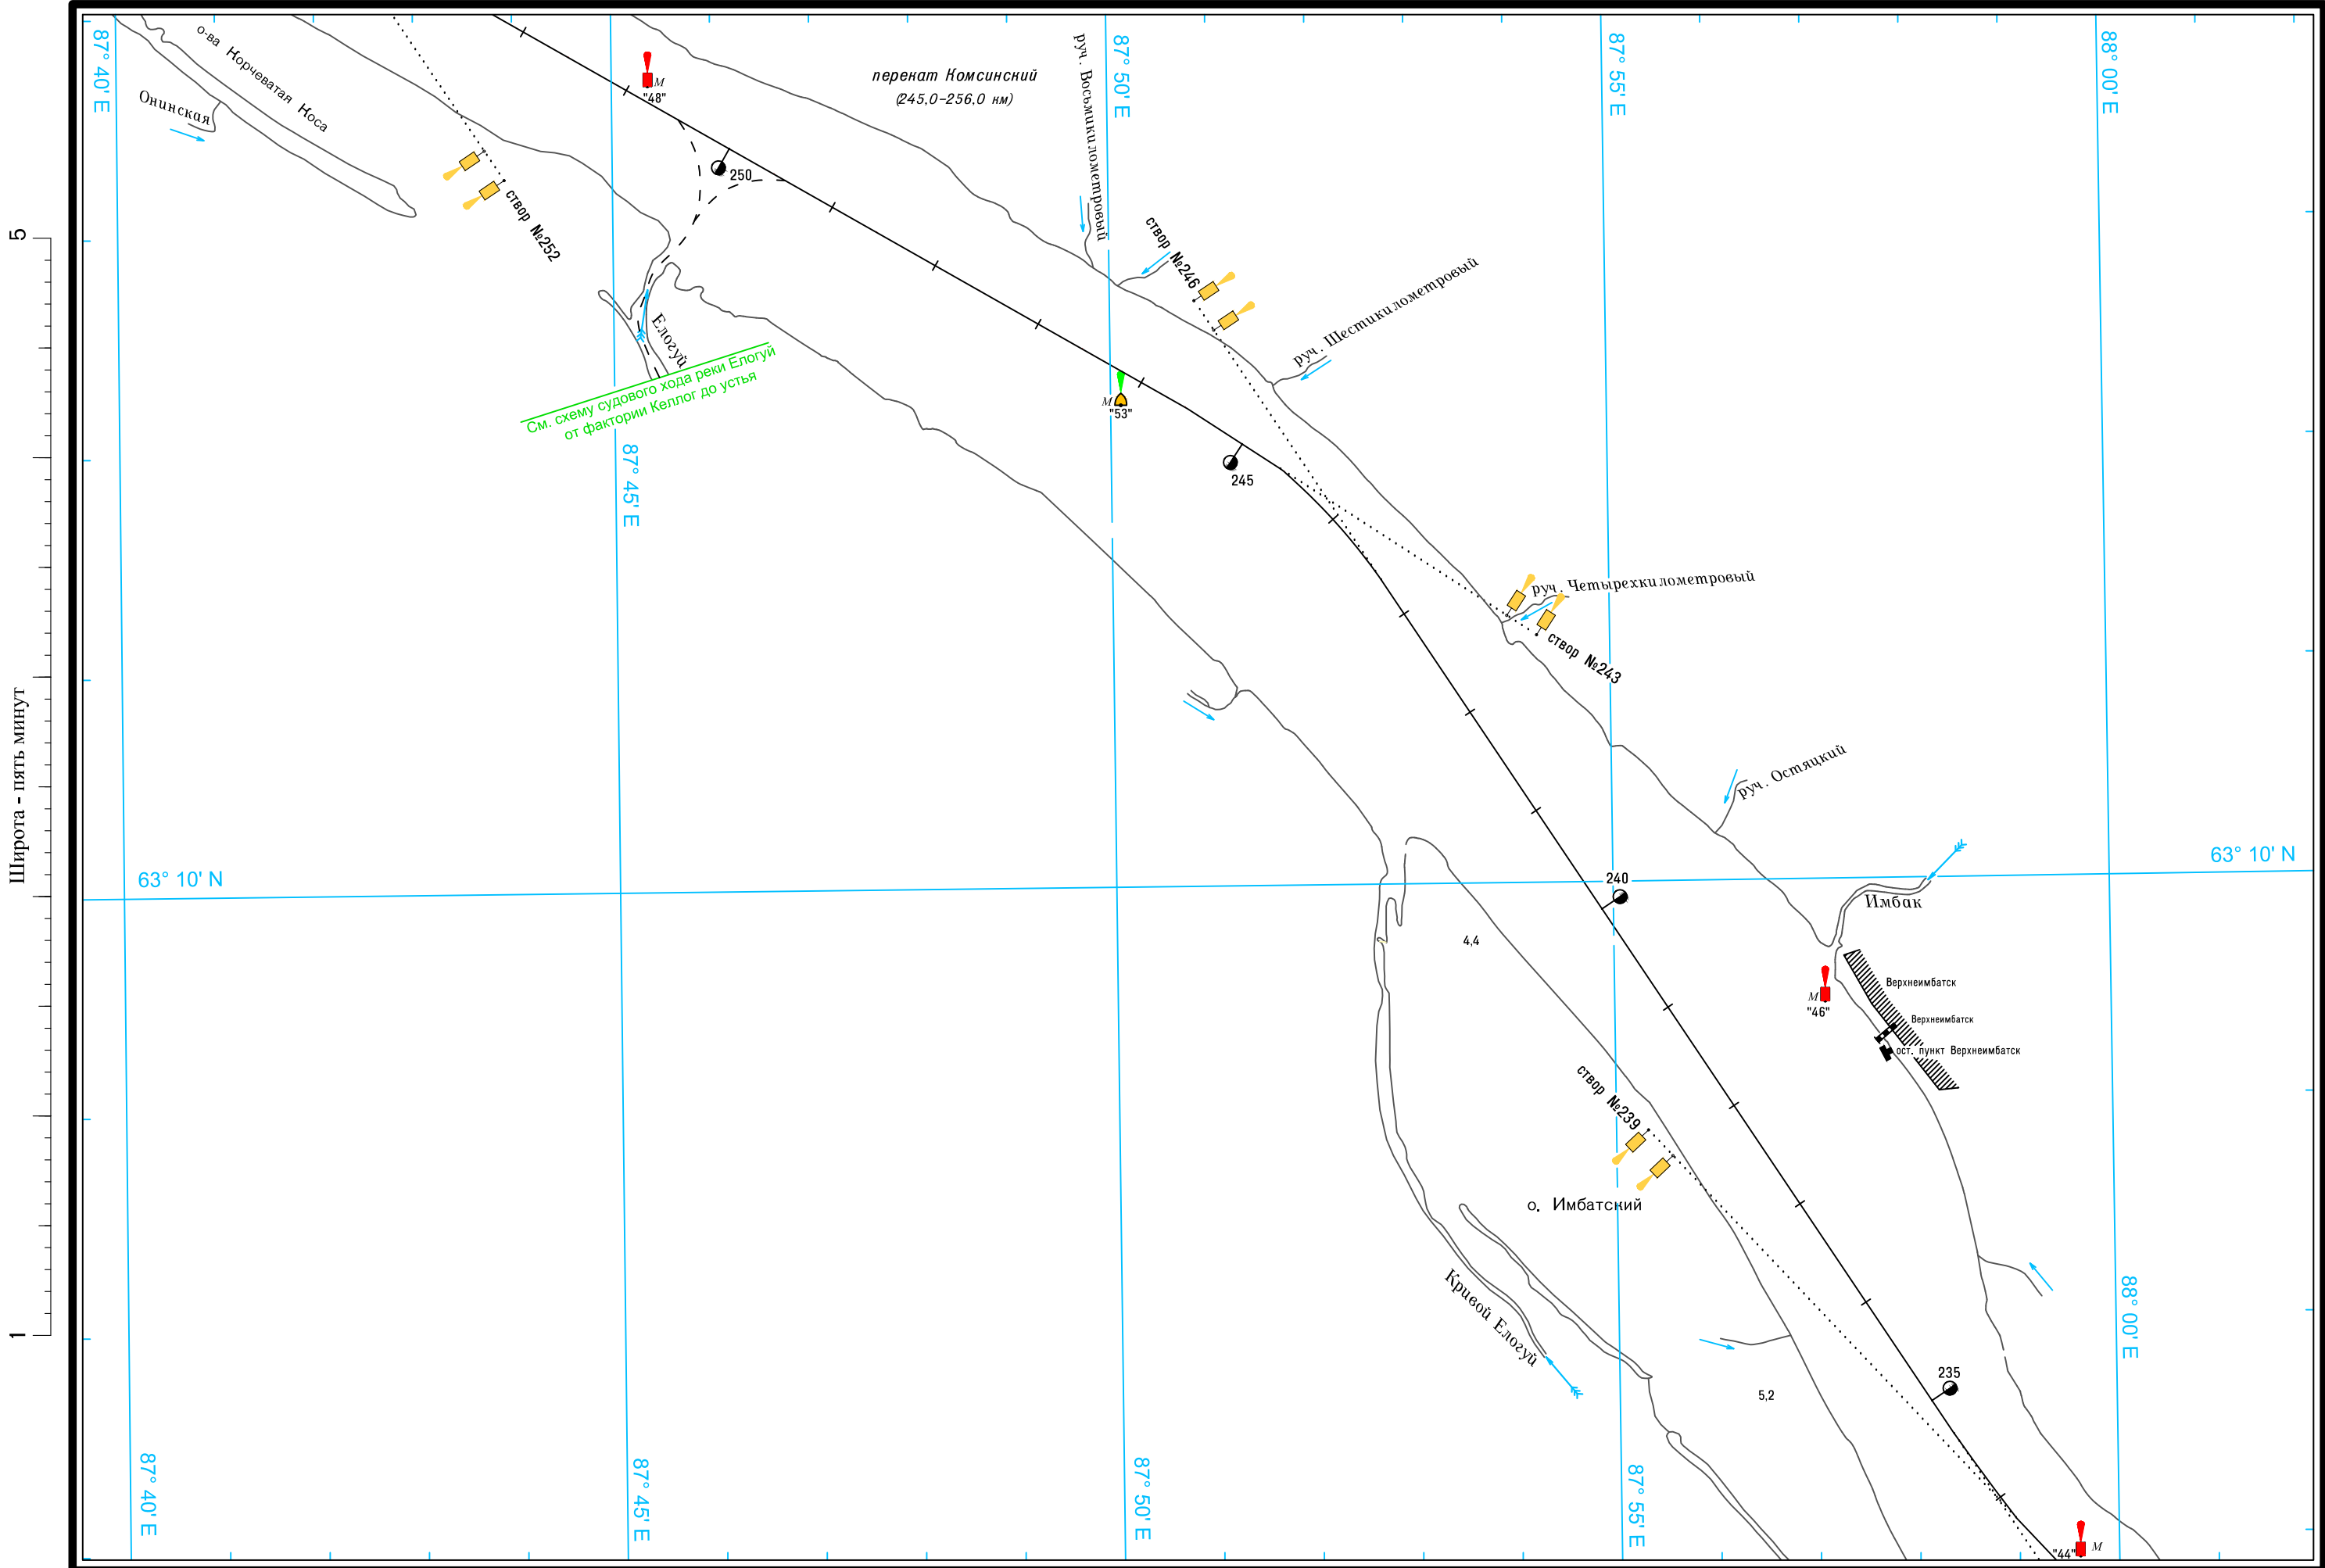 87° 40' E
о-ва Корчеватая Коса
Онинская
М
"48"
перекат Комсинский
(245,0-256,0 км)
руч. Восьмикилометровый
87° 50' E
87° 55' E
88° 00' E
250
створ №252
створ №246
руч. Шестикилометровый
5
Елогуй
См. схему судового хода реки Елогуй
от фактории Келлог до устья
М
"53"
87° 45' E
245
руч. Четырехкилометровый
створ №243
Широта - пять минут
руч. Остяцкий
63° 10' N
63° 10' N
240
Имбак
4,4
Верхнеимбатск
М
"46"
Верхнеимбатск
ост. пункт Верхнеимбатск
створ №239
о. Имбатский
Кривой Елогуй
88° 00' E
1
235
5,2
87° 40' E
87° 45' E
87° 50' E
87° 55' E
"44"
М